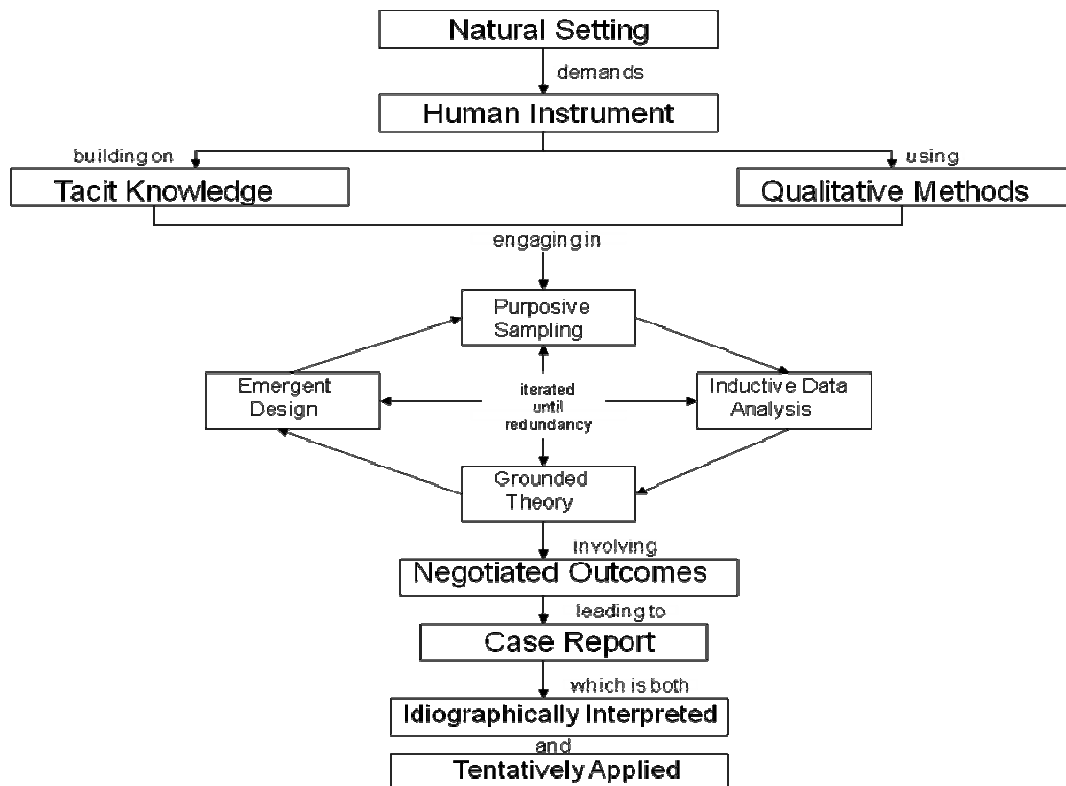 Natural Setting
demands
Human Instrument
building on
using
Tacit Knowledge
Qualitative Methods
engaging in
Purposive
Sampling
Emergent
Design
iterated
until
redundancy
Inductive Data
Analysis
Grounded
Theory
involving
Negotiated Outcomes
leading to
Case Report
which is both
Idiographically Interpreted
and
Tentatively Applied